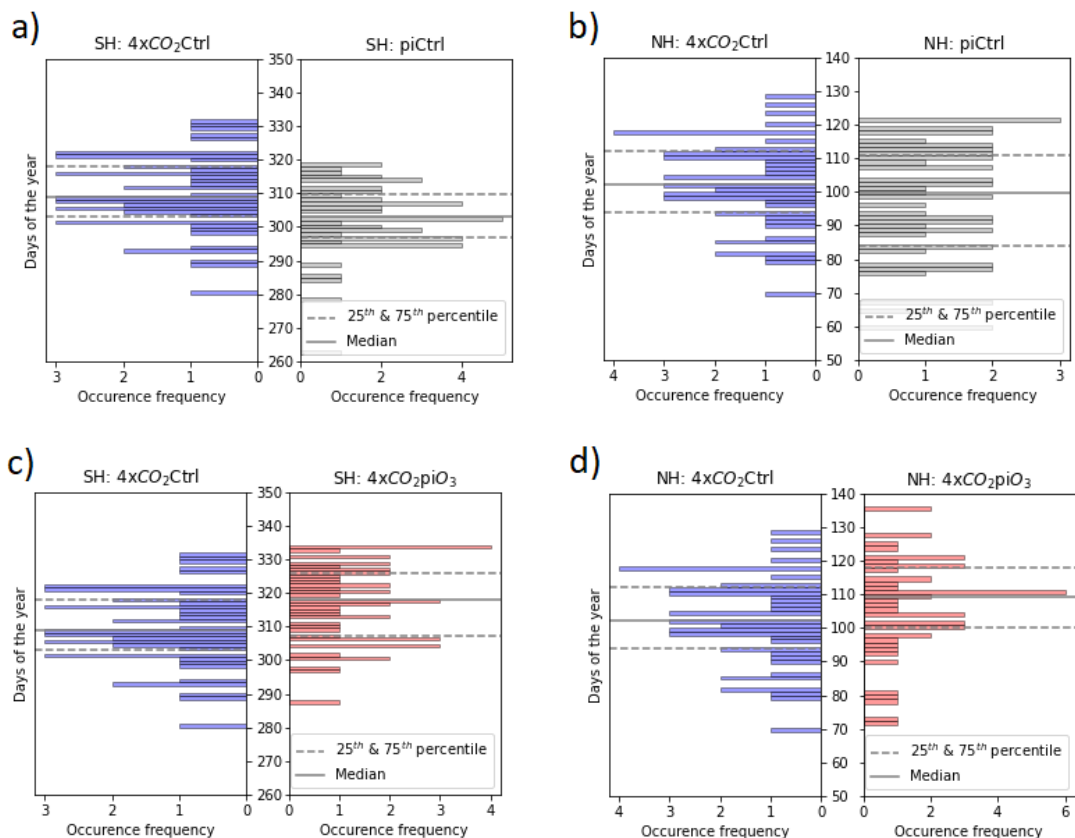 a)
SH: 4xCO₂Ctrl
SH: piCtrl
Days of the year
350
340
330
320
310
300
290
280
270
260
3 2 1 0
0 2 4
Occurence frequency
Occurence frequency
25th & 75th percentile
Median
b)
NH: 4xCO₂Ctrl
NH: piCtrl
Days of the year
140
130
120
110
100
90
80
70
60
50
4 3 2 1 0
0 1 2 3
Occurence frequency
Occurence frequency
25th & 75th percentile
Median
c)
SH: 4xCO₂Ctrl
SH: 4xCO₂piO₃
Days of the year
350
340
330
320
310
300
290
280
270
260
3 2 1 0
0 1 2 3 4
Occurence frequency
Occurence frequency
25th & 75th percentile
Median
d)
NH: 4xCO₂Ctrl
NH: 4xCO₂piO₃
Days of the year
140
130
120
110
100
90
80
70
60
50
4 3 2 1 0
0 2 4 6
Occurence frequency
Occurence frequency
25th & 75th percentile
Median